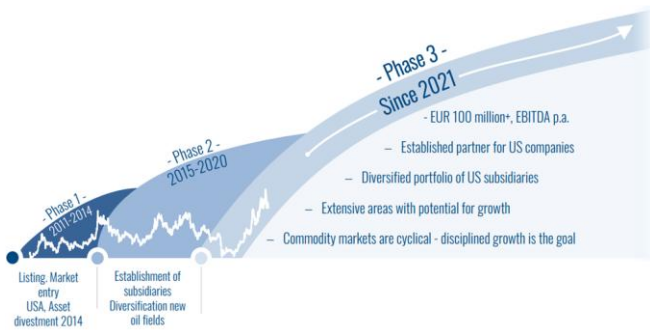 - Phase 1 -
2011-2014
- Phase 2 -
2015-2020
- Phase 3 -
Since 2021
- EUR 100 million+, EBITDA p.a.
– Established partner for US companies
– Diversified portfolio of US subsidiaries
– Extensive areas with potential for growth
– Commodity markets are cyclical - disciplined growth is the goal
Listing. Market
entry
USA, Asset
divestment 2014
Establishment of
subsidiaries
Diversification new
oil fields